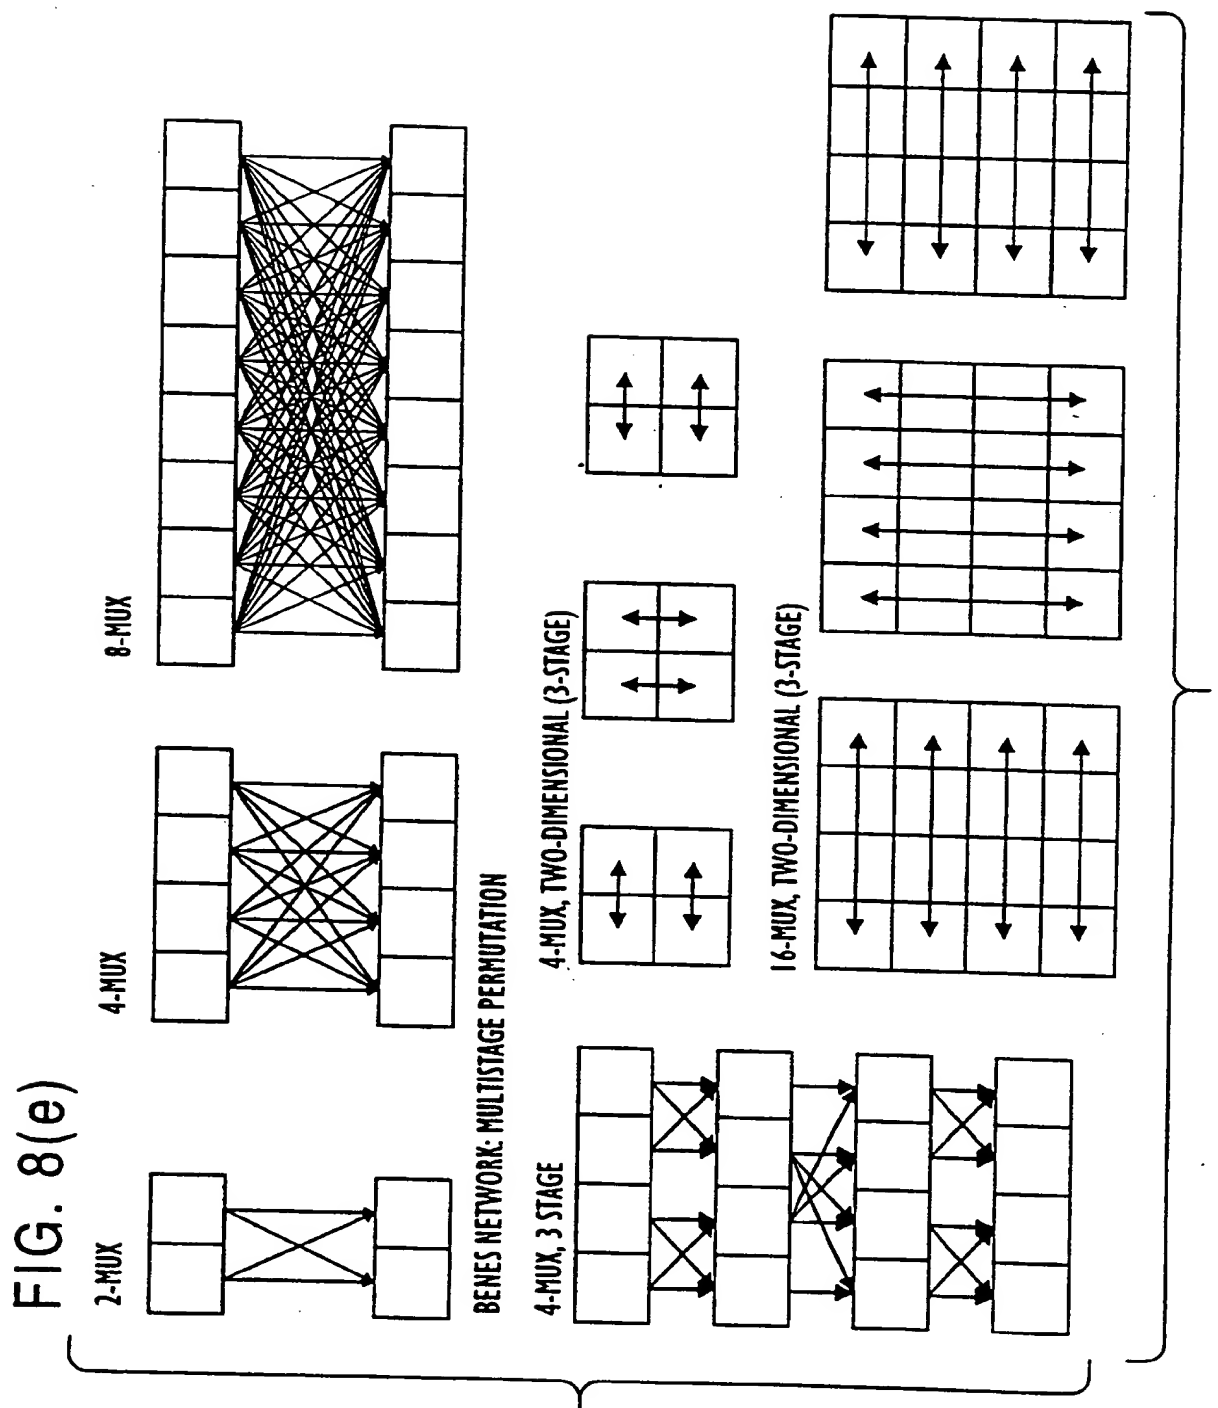 FIG. 8(e)
2-MUX
4-MUX
8-MUX
BENES NETWORK: MULTISTAGE PERMUTATION
4-MUX, 3 STAGE
4-MUX, TWO-DIMENSIONAL (3-STAGE)
16-MUX, TWO-DIMENSIONAL (3-STAGE)